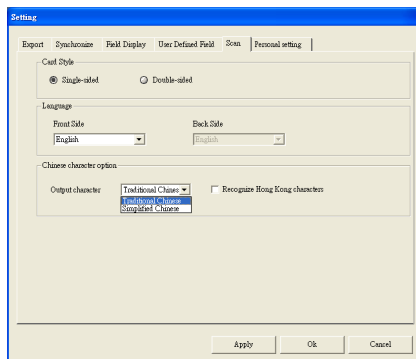 Setting
Export Synchronize Field Display User Defined Field Scan Personal setting
Card Style
Single-sided Double-sided
Language
Front Side Back Side
English English
Chinese character option
Output character Traditional Chines Recognize Hong Kong characters
Traditional Chinese
Simplified Chinese
Apply Ok Cancel